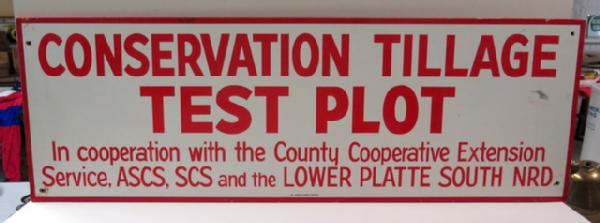 CONSERVATION TILLAGE
TEST PLOT
In cooperation with the County Cooperative Extension
Service, ASCS, SCS and the LOWER PLATTE SOUTH NRD.